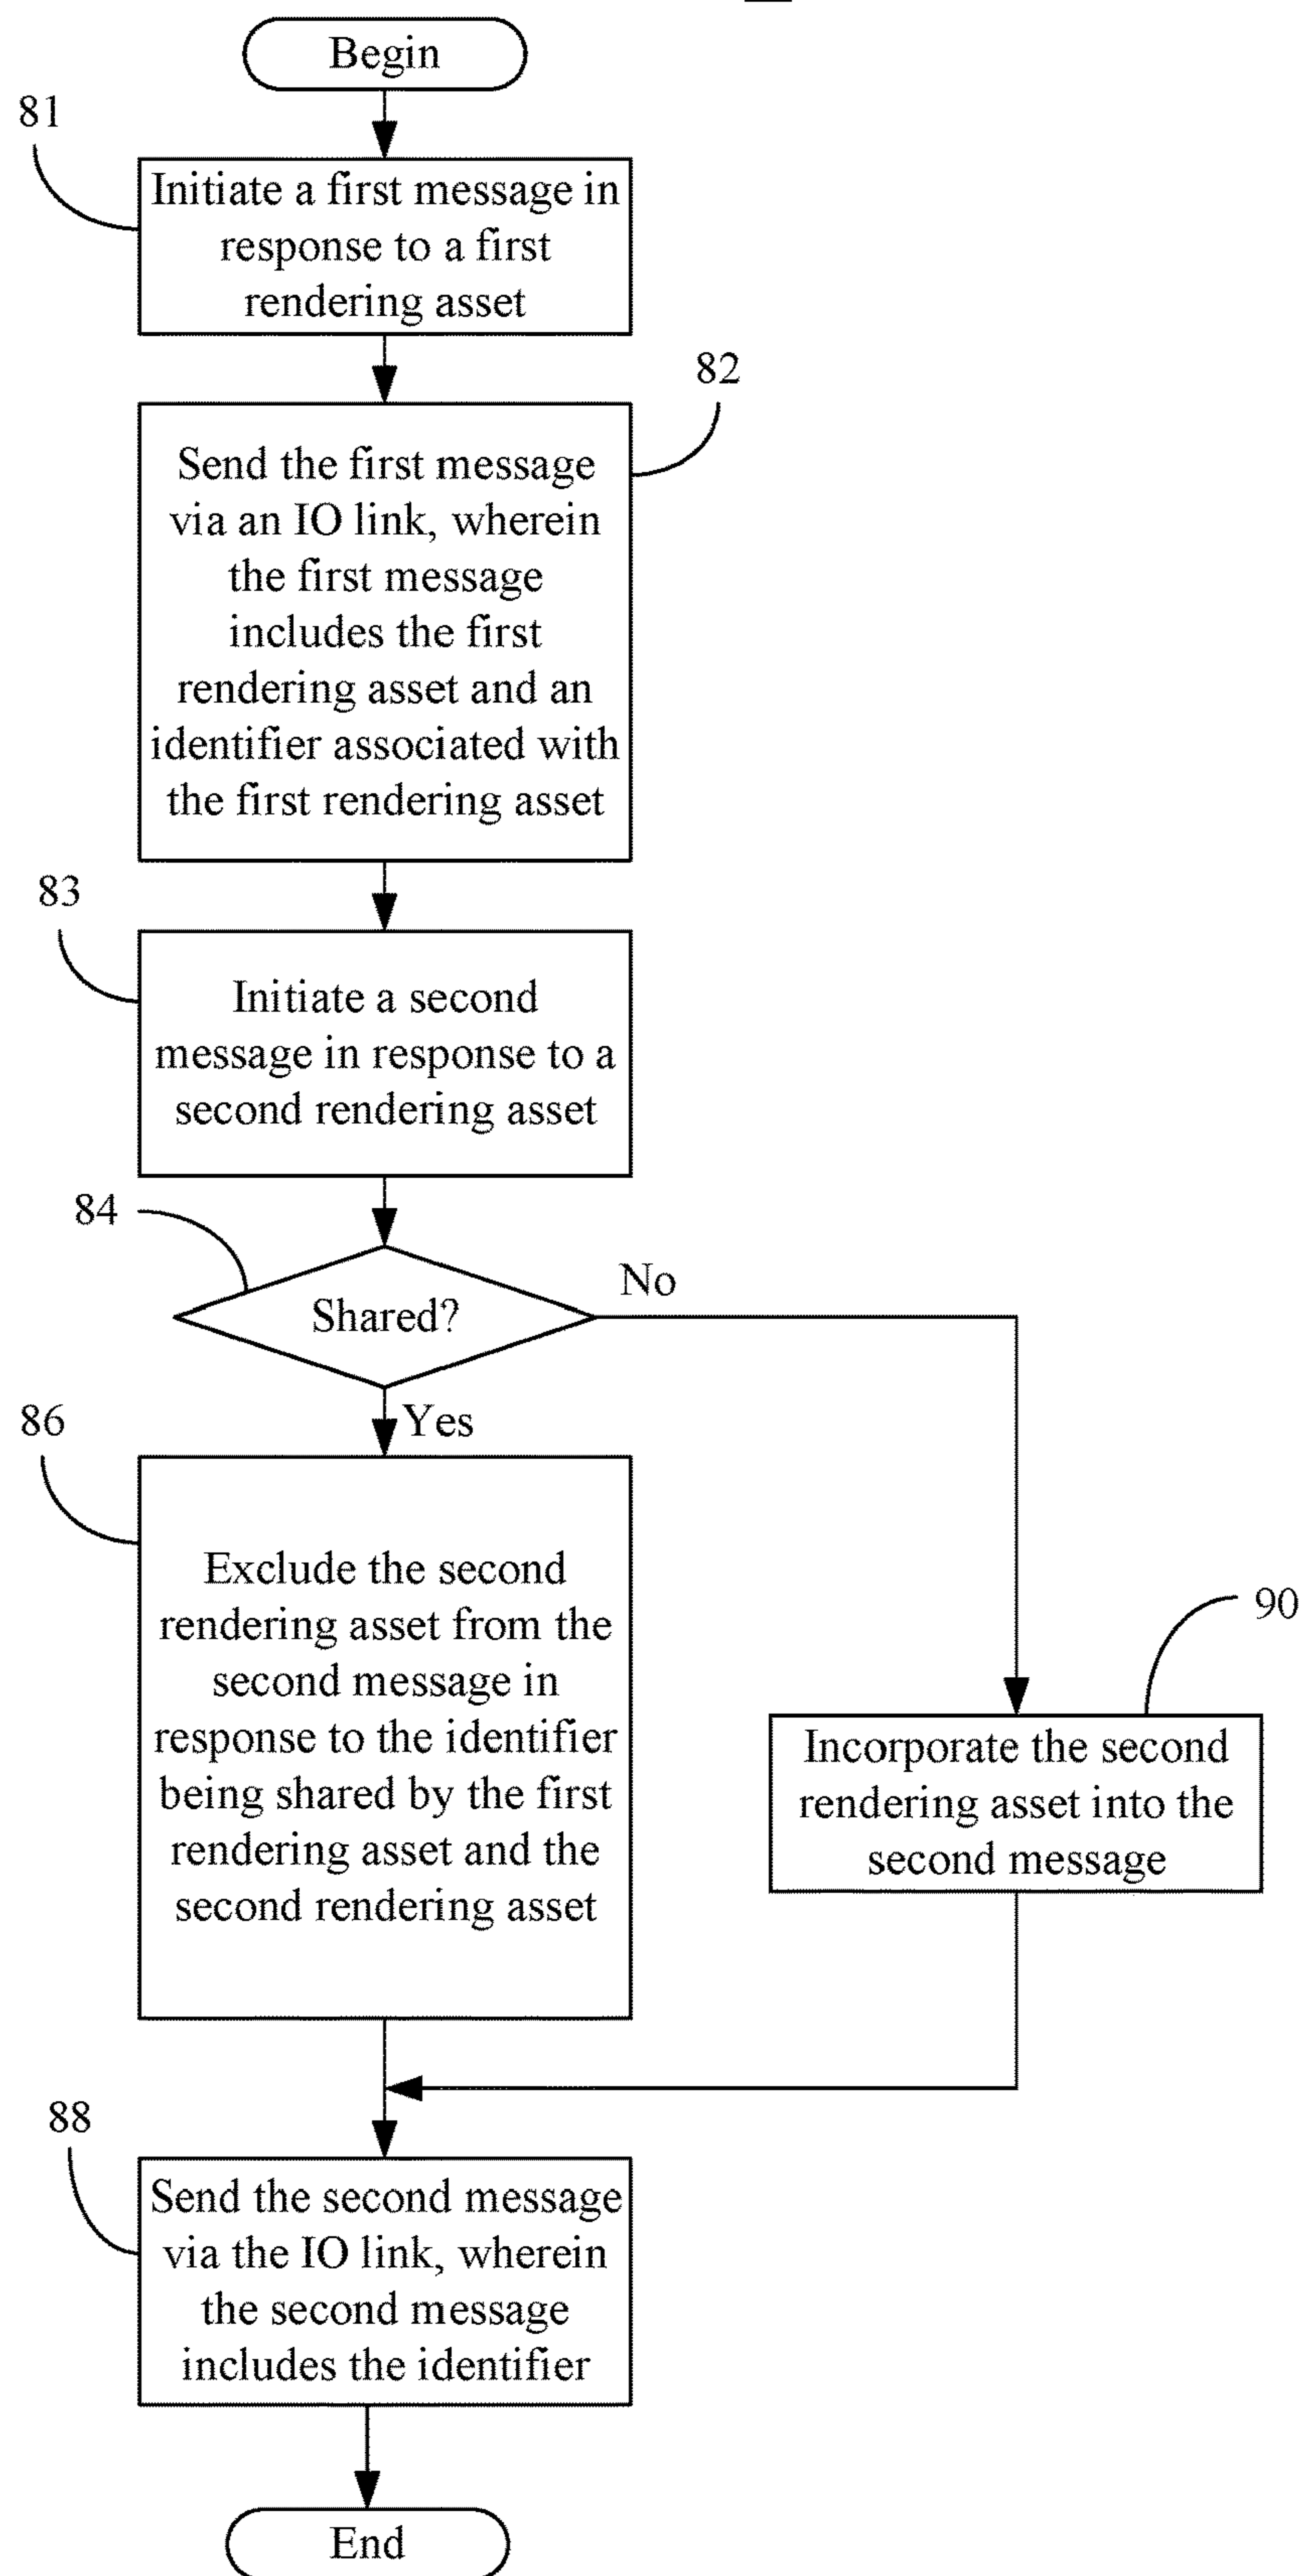 Begin
81
Initiate a first message in
response to a first
rendering asset
82
Send the first message
via an IO link, wherein
the first message
includes the first
rendering asset and an
identifier associated with
the first rendering asset
83
Initiate a second
message in response to a
second rendering asset
84
Shared?
No
Yes
86
Exclude the second
rendering asset from the
second message in
response to the identifier
being shared by the first
rendering asset and the
second rendering asset
90
Incorporate the second
rendering asset into the
second message
88
Send the second message
via the IO link, wherein
the second message
includes the identifier
End